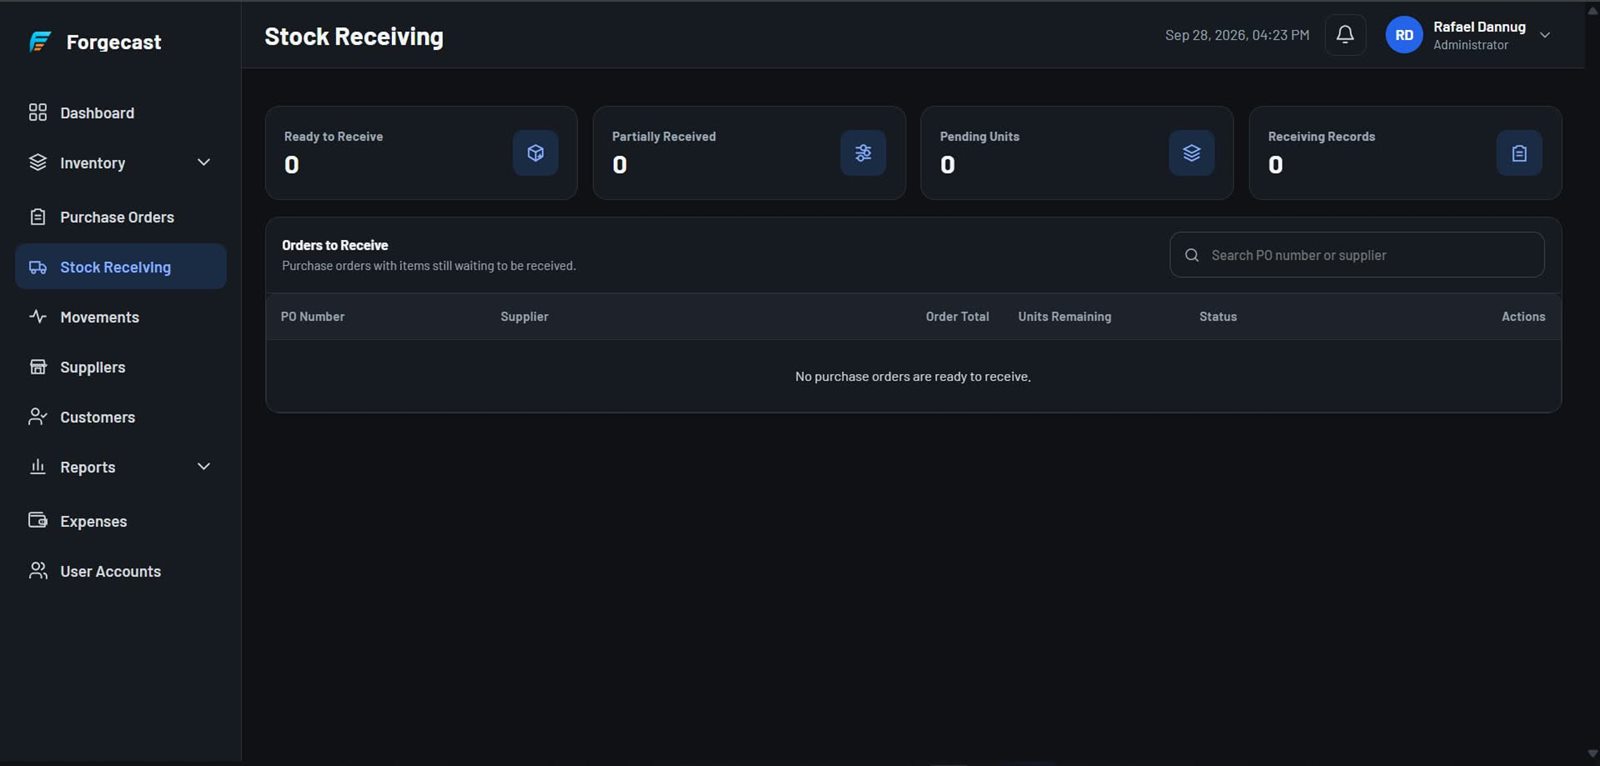 Forgecast
Stock Receiving
Sep 28, 2026, 04:23 PM
RD
Rafael Dannug
Administrator
Dashboard
Inventory
Purchase Orders
Stock Receiving
Movements
Suppliers
Customers
Reports
Expenses
User Accounts
Ready to Receive
0
Partially Received
0
Pending Units
0
Receiving Records
0
Orders to Receive
Purchase orders with items still waiting to be received.
Search PO number or supplier
PO Number Supplier Order Total Units Remaining Status Actions
No purchase orders are ready to receive.